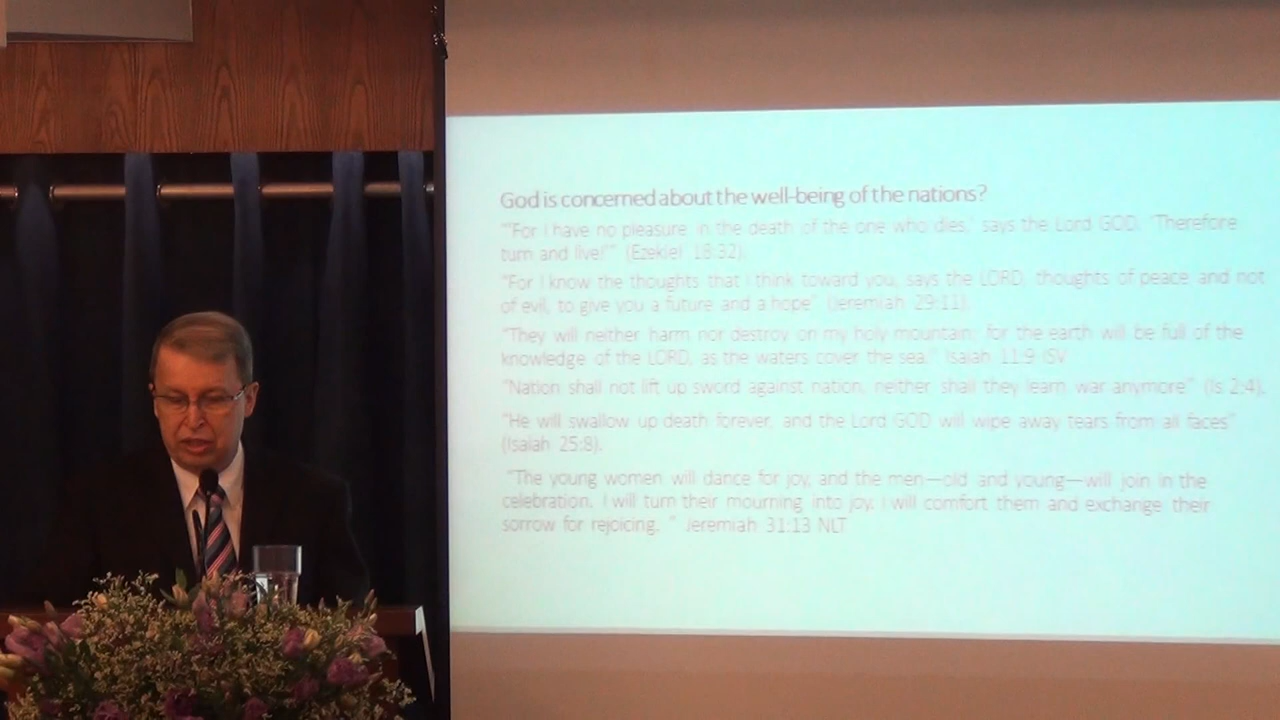 God is concerned about the well-being of the nations?
"'For I have no pleasure in the death of the one who dies,' says the Lord GOD. 'Therefore
turn and live!'" (Ezekiel 18:32).
"For I know the thoughts that I think toward you, says the LORD, thoughts of peace and not
of evil, to give you a future and a hope" (Jeremiah 29:11).
"They will neither harm nor destroy on my holy mountain; for the earth will be full of the
knowledge of the LORD, as the waters cover the sea." Isaiah 11:9 ISV
"Nation shall not lift up sword against nation, neither shall they learn war anymore" (Is 2:4).
"He will swallow up death forever, and the Lord GOD will wipe away tears from all faces"
(Isaiah 25:8).
"The young women will dance for joy, and the men—old and young—will join in the
celebration. I will turn their mourning into joy. I will comfort them and exchange their
sorrow for rejoicing. " Jeremiah 31:13 NLT